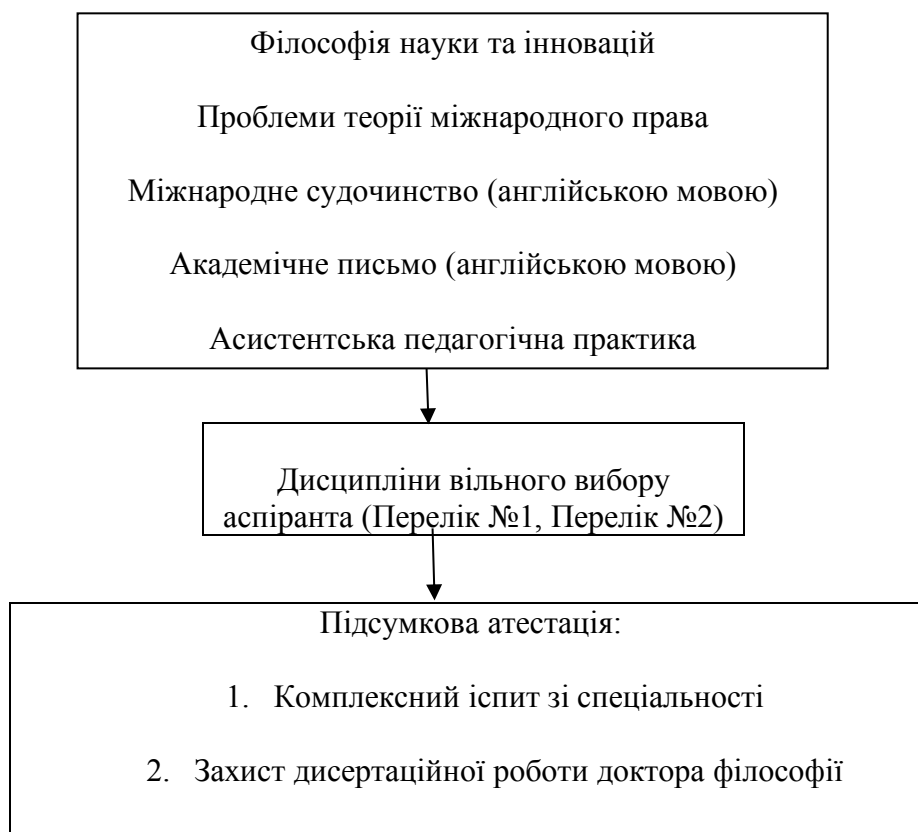 Філософія науки та інновацій
Проблеми теорії міжнародного права
Міжнародне судочинство (англійською мовою)
Академічне письмо (англійською мовою)
Асистентська педагогічна практика
Дисципліни вільного вибору
аспіранта (Перелік №1, Перелік №2)
Підсумкова атестація:
1. Комплексний іспит зі спеціальності
2. Захист дисертаційної роботи доктора філософії